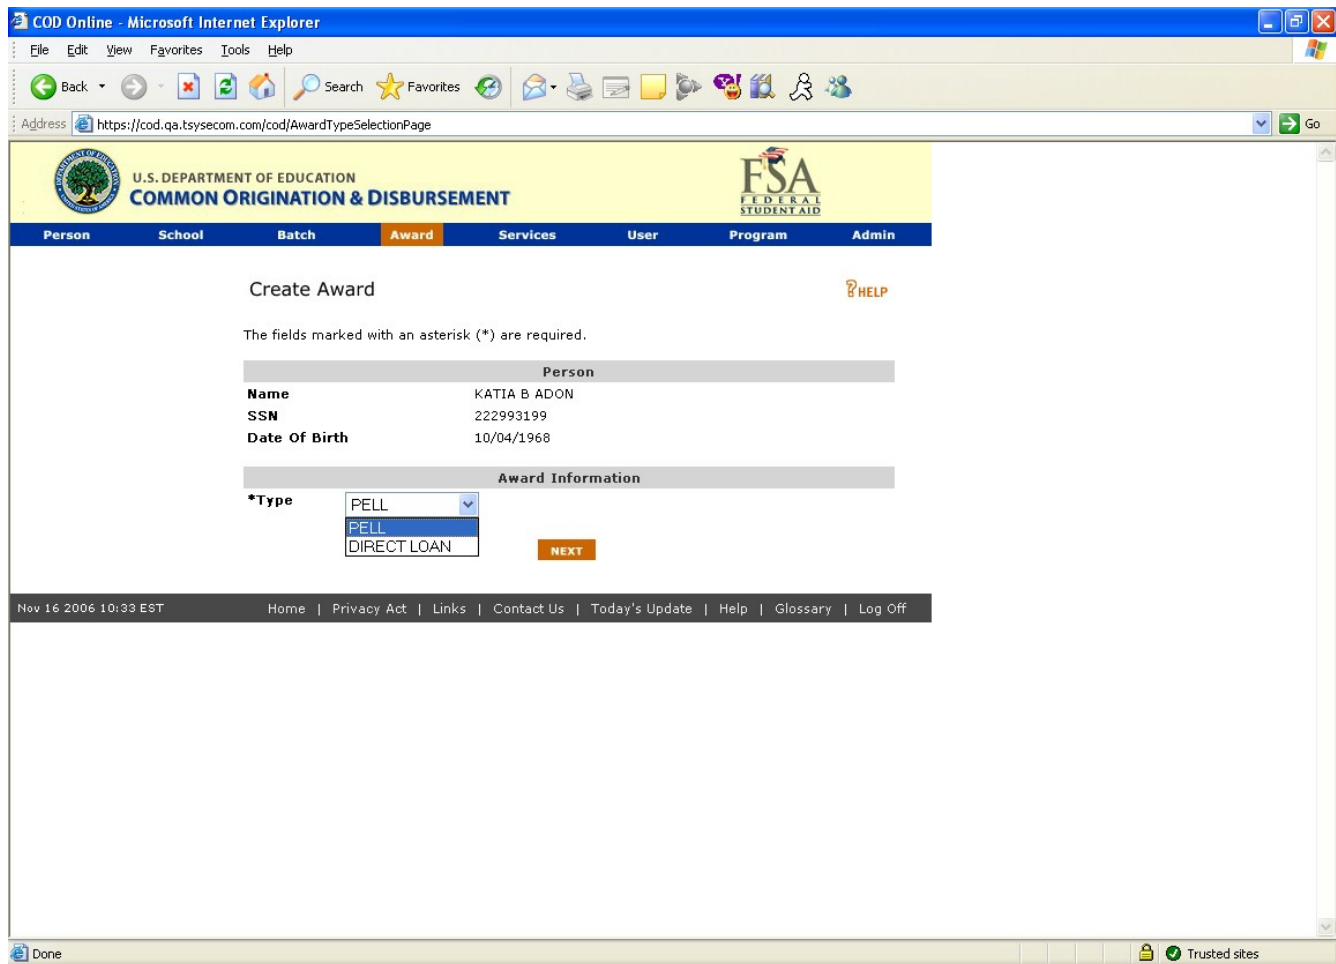 COD Online - Microsoft Internet Explorer
File Edit View Favorites Tools Help
Back Search Favorites
Address https://cod.qa.tsysecom.com/cod/AwardTypeSelectionPage Go
U.S. DEPARTMENT OF EDUCATION
COMMON ORIGINATION & DISBURSEMENT
FSA
FEDERAL
STUDENT AID
Person School Batch Award Services User Program Admin
Create Award
HELP
The fields marked with an asterisk (*) are required.
Person
Name KATIA B ADON
SSN 222993199
Date Of Birth 10/04/1968
Award Information
*Type PELL
PELL
DIRECT LOAN
NEXT
Nov 16 2006 10:33 EST Home | Privacy Act | Links | Contact Us | Today's Update | Help | Glossary | Log Off
Done Trusted sites